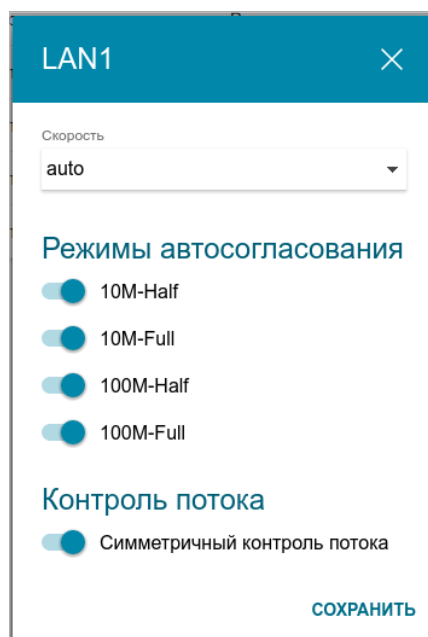 LAN1
Скорость
auto
Режимы автосогласования
10M-Half
10M-Full
100M-Half
100M-Full
Контроль потока
Симметричный контроль потока
СОХРАНИТЬ